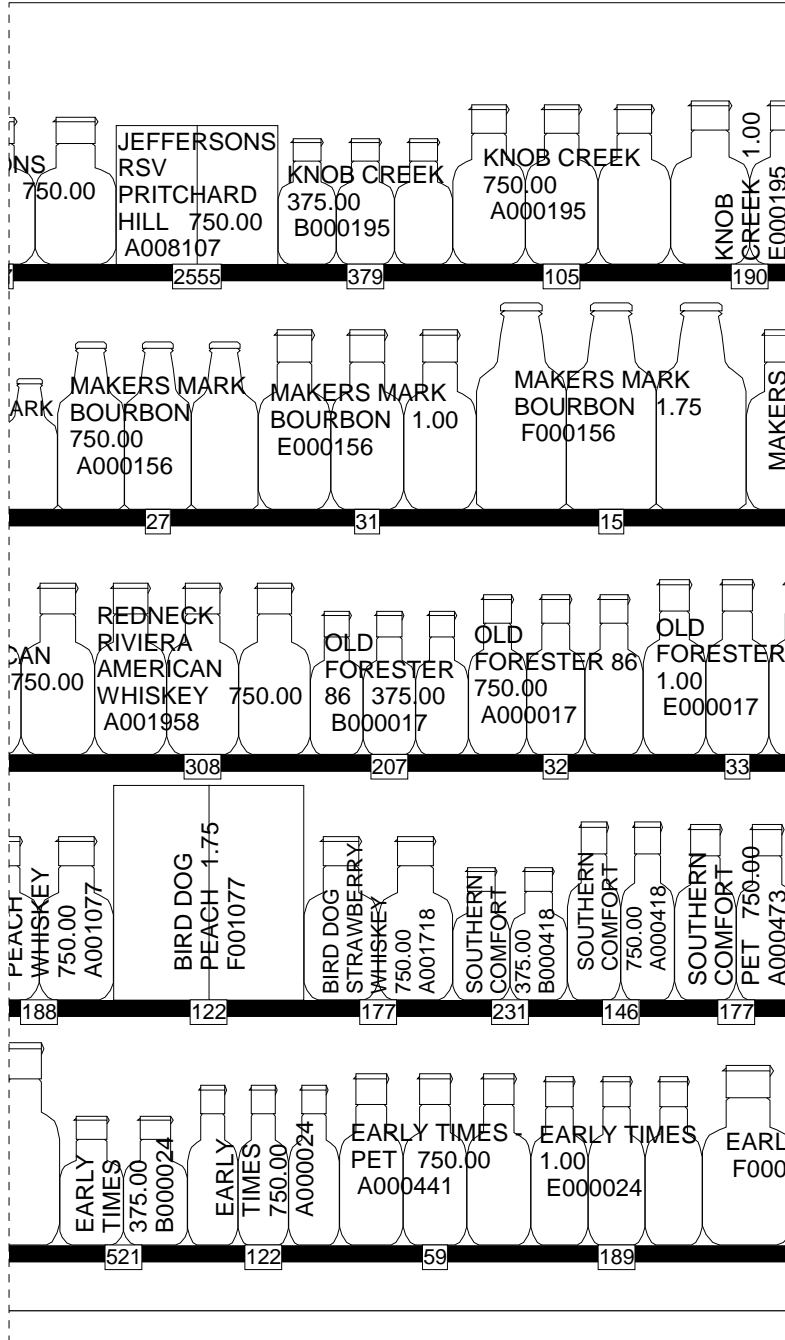 NS
750.00
JEFFERSONS
RSV
PRITCHARD
HILL 750.00
A008107
KNOB CREEK
375.00
B000195
KNOB CREEK
750.00
A000195
KNOB
CREEK 1.00
E000195
2555
379
105
190
ARK
MAKERS MARK
BOURBON
750.00
A000156
MAKERS MARK
BOURBON 1.00
E000156
MAKERS MARK
BOURBON 1.75
F000156
MAKERS
27
31
15
CAN
750.00
REDNECK
RIVIERA
AMERICAN
WHISKEY 750.00
A001958
OLD
FORESTER
86 375.00
B000017
OLD
FORESTER 86
750.00
A000017
OLD
FORESTER
1.00
E000017
308
207
32
33
PEACH
WHISKEY
750.00
A001077
BIRD DOG
PEACH 1.75
F001077
BIRD DOG
STRAWBERRY
WHISKEY
750.00
A001718
SOUTHERN
COMFORT
375.00
B000418
SOUTHERN
COMFORT
750.00
A000418
SOUTHERN
COMFORT
PET 750.00
A000473
188
122
177
231
146
177
EARLY
TIMES
375.00
B000024
EARLY
TIMES
750.00
A000024
EARLY TIMES -
PET 750.00
A000441
EARLY TIMES
1.00
E000024
EARL
F000
521
122
59
189